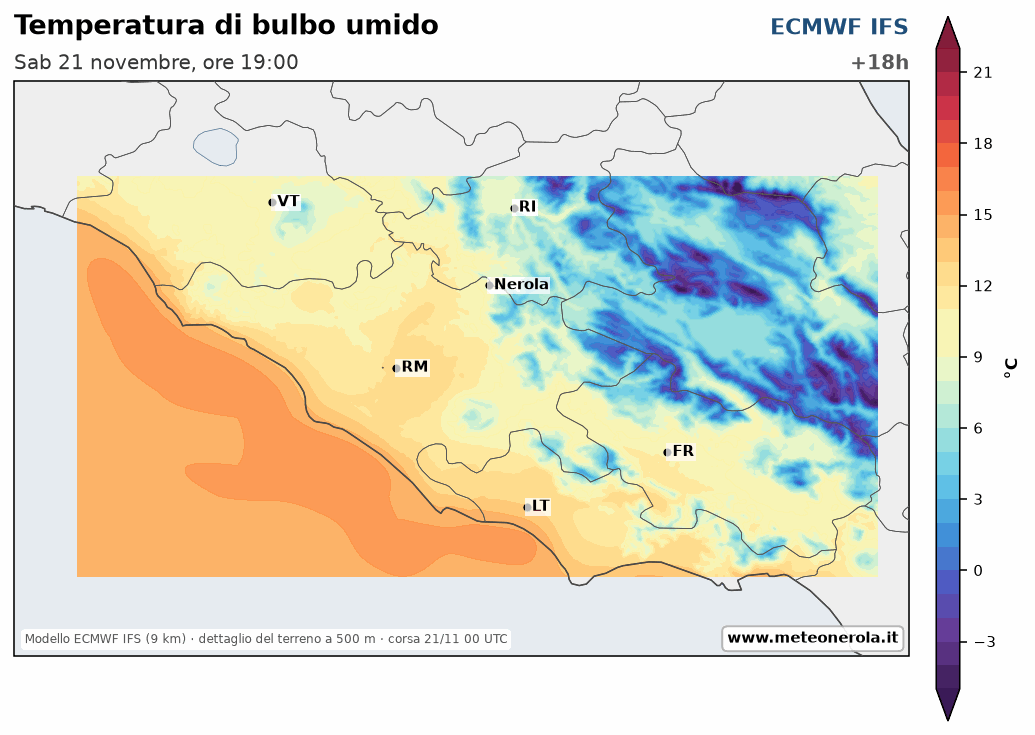 Temperatura di bulbo umido
ECMWF IFS
Sab 21 novembre, ore 19:00
+18h
VT
RI
Nerola
RM
FR
LT
21
18
15
12
9
6
3
0
−3
°C
Modello ECMWF IFS (9 km) · dettaglio del terreno a 500 m · corsa 21/11 00 UTC
www.meteonerola.it